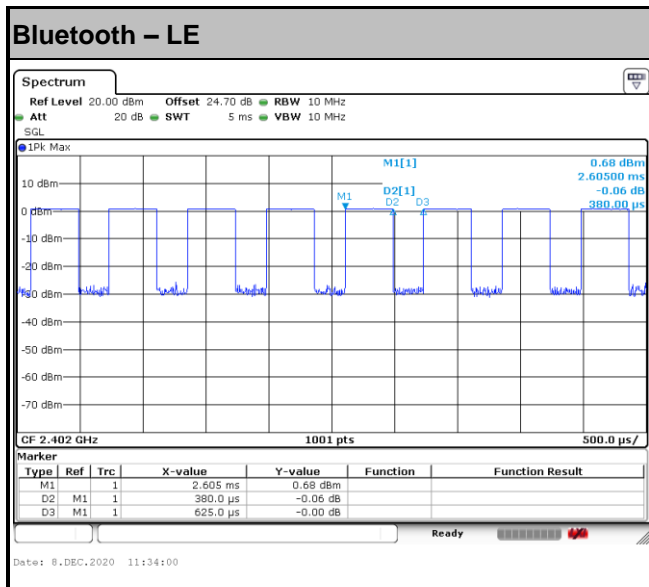 Bluetooth – LE
Spectrum
Ref Level 20.00 dBm Offset 24.70 dB RBW 10 MHz
Att 20 dB SWT 5 ms VBW 10 MHz
SGL
1Pk Max
M1[1] 0.68 dBm
2.60500 ms
10 dBm
D2[1] -0.06 dB
380.00 µs
M1 D2 D3
0 dBm
-10 dBm
-20 dBm
-30 dBm
-40 dBm
-50 dBm
-60 dBm
-70 dBm
CF 2.402 GHz 1001 pts 500.0 µs/
Marker
Type Ref Trc X-value Y-value Function Function Result
M1 1 2.605 ms 0.68 dBm
D2 M1 1 380.0 µs -0.06 dB
D3 M1 1 625.0 µs -0.00 dB
Ready
Date: 8.DEC.2020 11:34:00